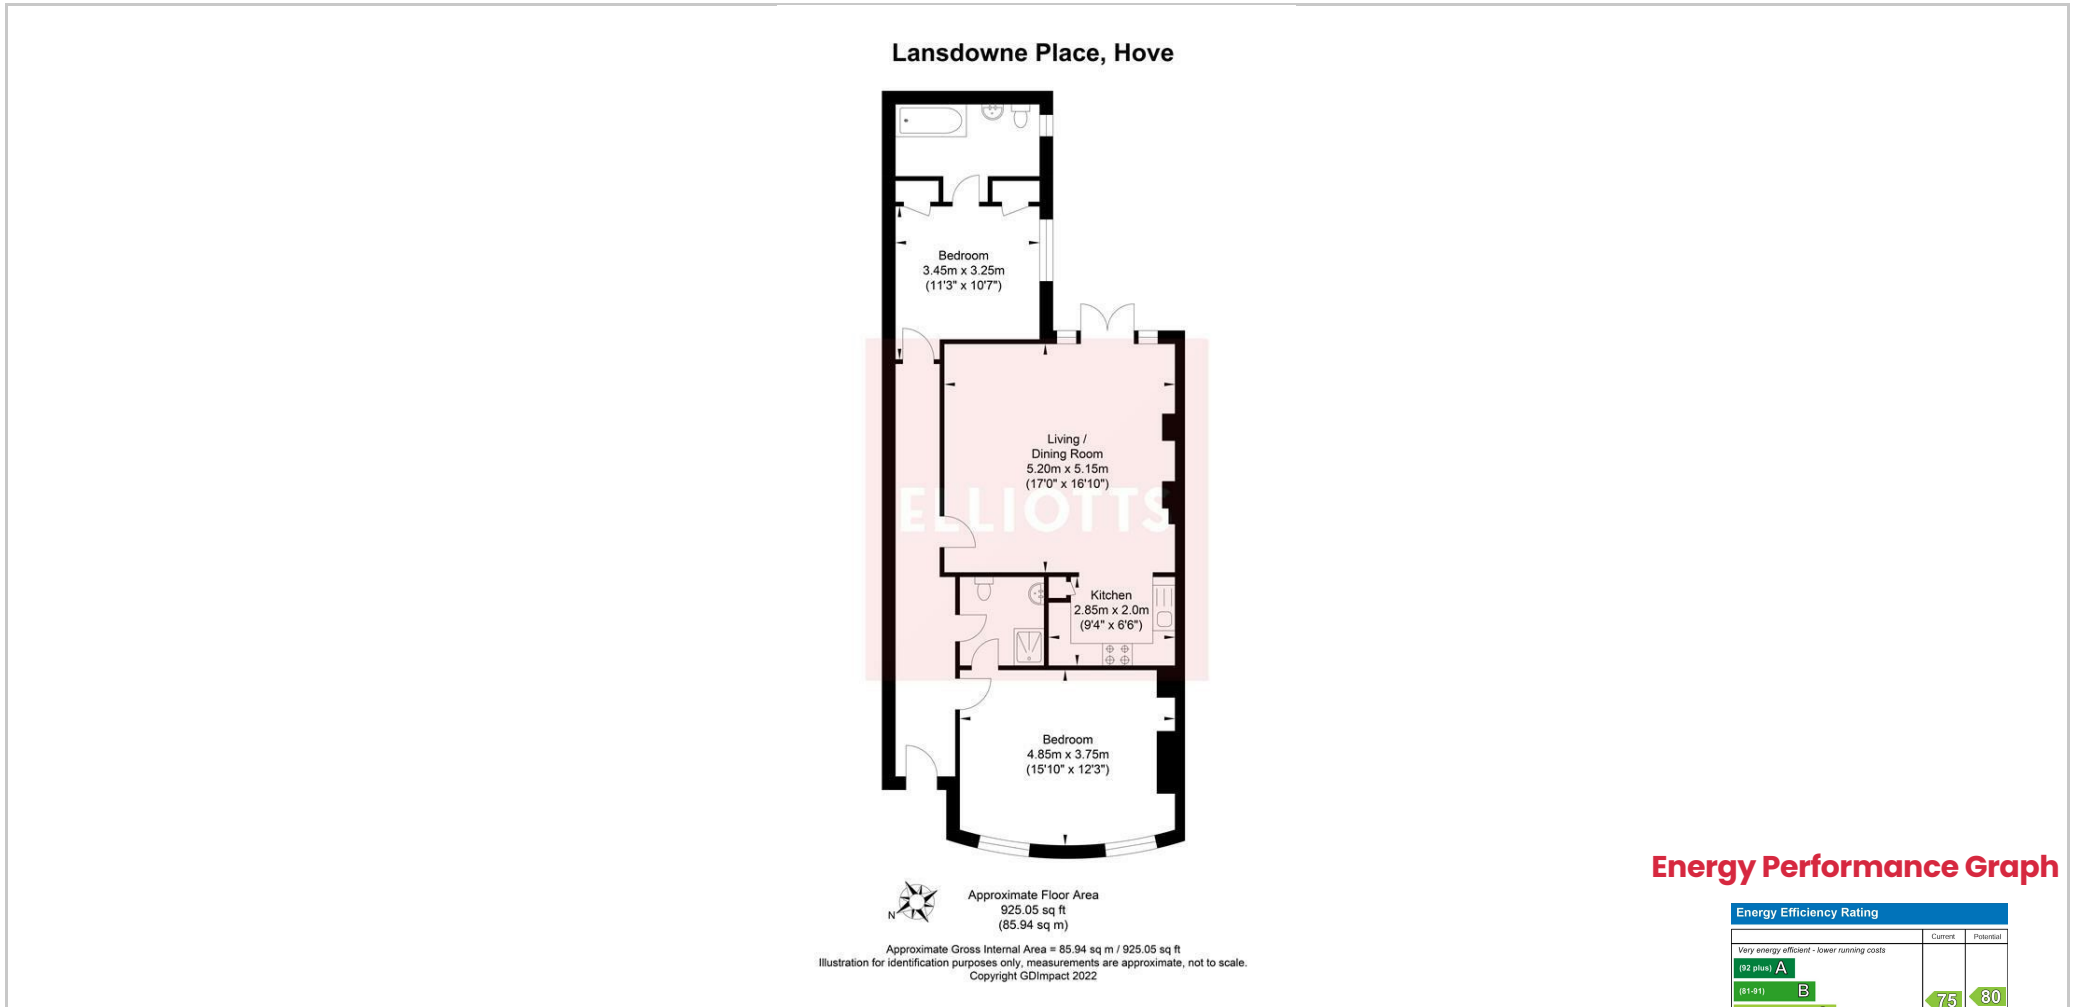 Lansdowne Place, Hove
Bedroom
3.45m x 3.25m
(11'3" x 10'7")
Living /
Dining Room
5.20m x 5.15m
(17'0" x 16'10")
ELLIOTTS
Kitchen
2.85m x 2.0m
(9'4" x 6'6")
Bedroom
4.85m x 3.75m
(15'10" x 12'3")
N
Approximate Floor Area
925.05 sq ft
(85.94 sq m)
Approximate Gross Internal Area = 85.94 sq m / 925.05 sq ft
Illustration for identification purposes only, measurements are approximate, not to scale.
Copyright GDImpact 2022
Energy Performance Graph
Energy Efficiency Rating
Current Potential
Very energy efficient - lower running costs
(92 plus) A
(81-91) B
75 80